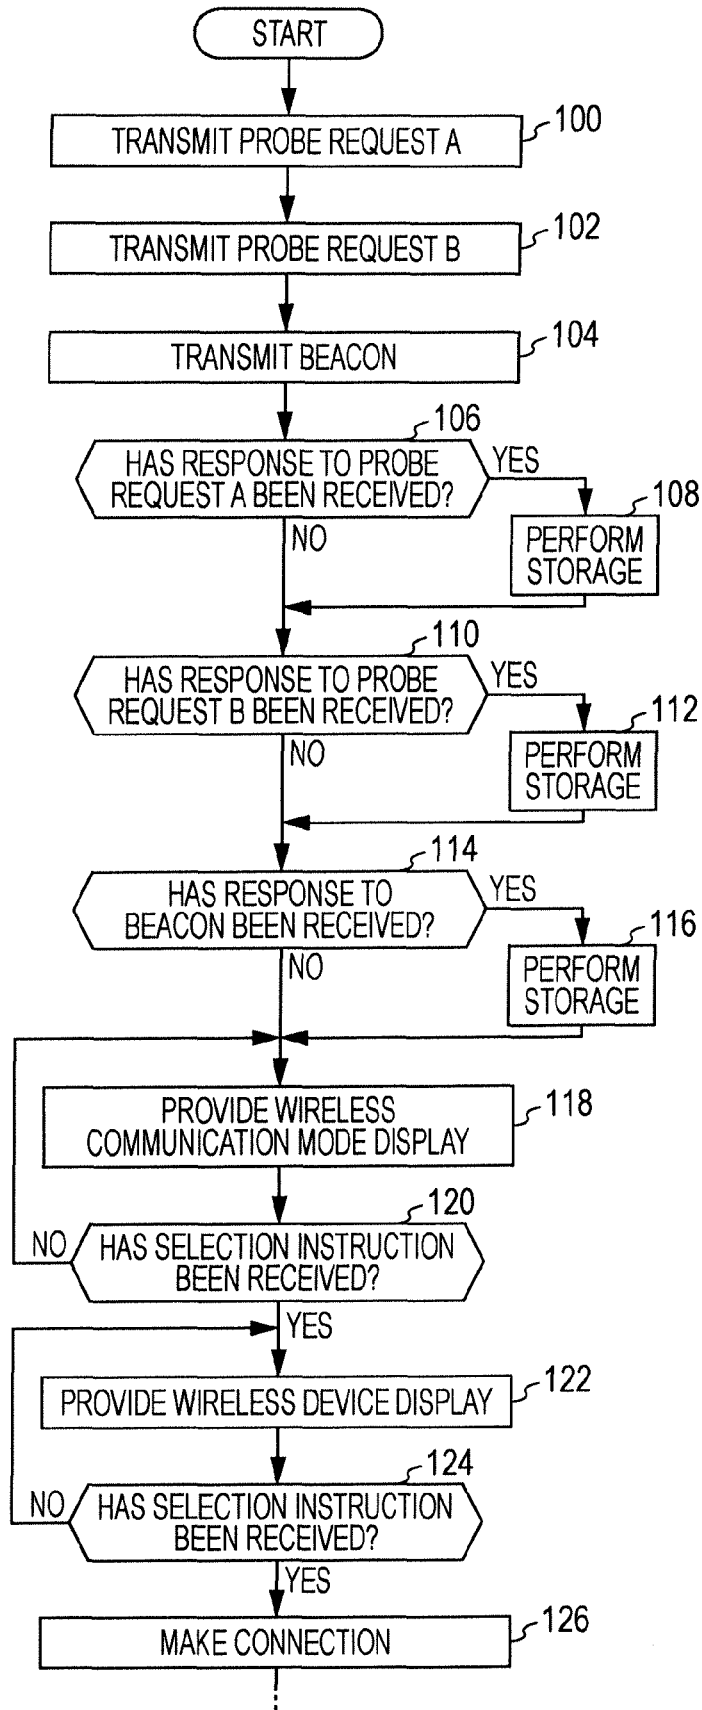 START
100
TRANSMIT PROBE REQUEST A
102
TRANSMIT PROBE REQUEST B
104
TRANSMIT BEACON
106
HAS RESPONSE TO PROBE
REQUEST A BEEN RECEIVED?
YES
108
PERFORM
STORAGE
NO
110
HAS RESPONSE TO PROBE
REQUEST B BEEN RECEIVED?
YES
112
PERFORM
STORAGE
NO
114
HAS RESPONSE TO
BEACON BEEN RECEIVED?
YES
116
PERFORM
STORAGE
NO
118
PROVIDE WIRELESS
COMMUNICATION MODE DISPLAY
120
NO
HAS SELECTION INSTRUCTION
BEEN RECEIVED?
YES
122
PROVIDE WIRELESS DEVICE DISPLAY
124
NO
HAS SELECTION INSTRUCTION
BEEN RECEIVED?
YES
126
MAKE CONNECTION